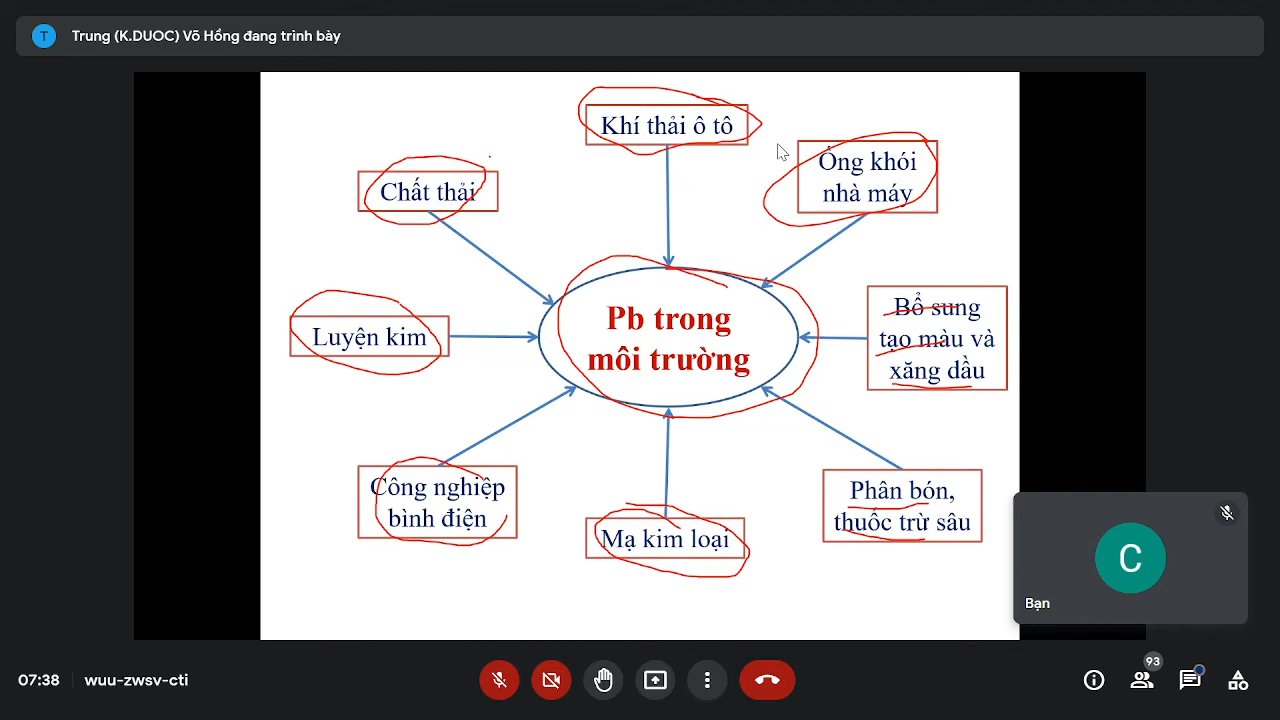 T
Trung (K.DUOC) Võ Hồng đang trình bày
Khí thải ô tô
Ống khói
nhà máy
Chất thải
Bổ sung
tạo màu và
xăng dầu
Pb trong
môi trường
Luyện kim
Công nghiệp
bình điện
Mạ kim loại
Phân bón,
thuốc trừ sâu
C
Bạn
07:38
wuu-zwsv-cti
93